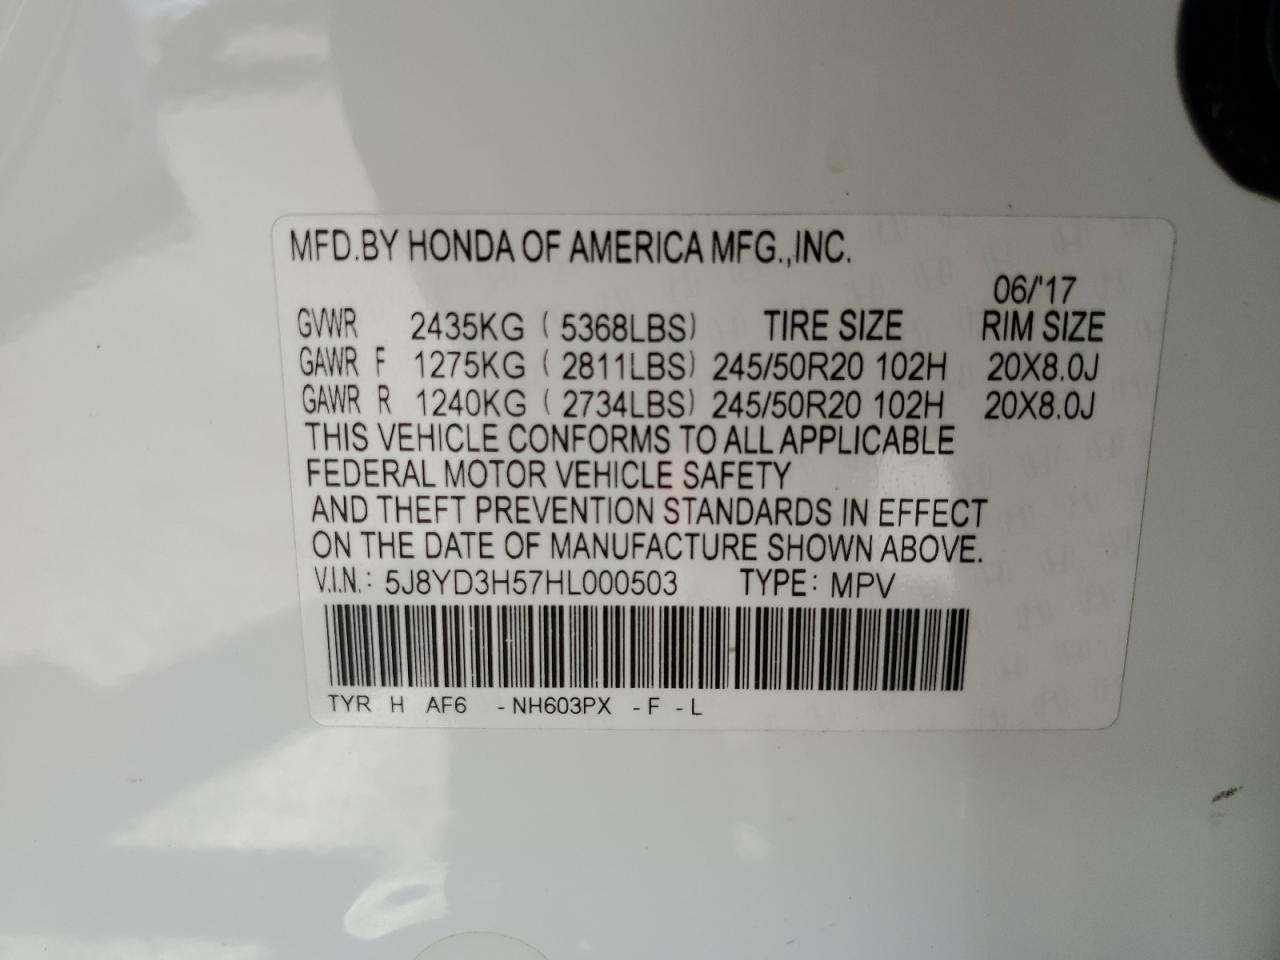 MFD.BY HONDA OF AMERICA MFG.,INC.
06/'17
GVWR 2435KG ( 5368LBS) TIRE SIZE RIM SIZE
GAWR F 1275KG ( 2811LBS) 245/50R20 102H 20X8.0J
GAWR R 1240KG ( 2734LBS) 245/50R20 102H 20X8.0J
THIS VEHICLE CONFORMS TO ALL APPLICABLE
FEDERAL MOTOR VEHICLE SAFETY
AND THEFT PREVENTION STANDARDS IN EFFECT
ON THE DATE OF MANUFACTURE SHOWN ABOVE.
V.I.N.: 5J8YD3H57HL000503 TYPE: MPV
TYR H AF6 -NH603PX -F -L